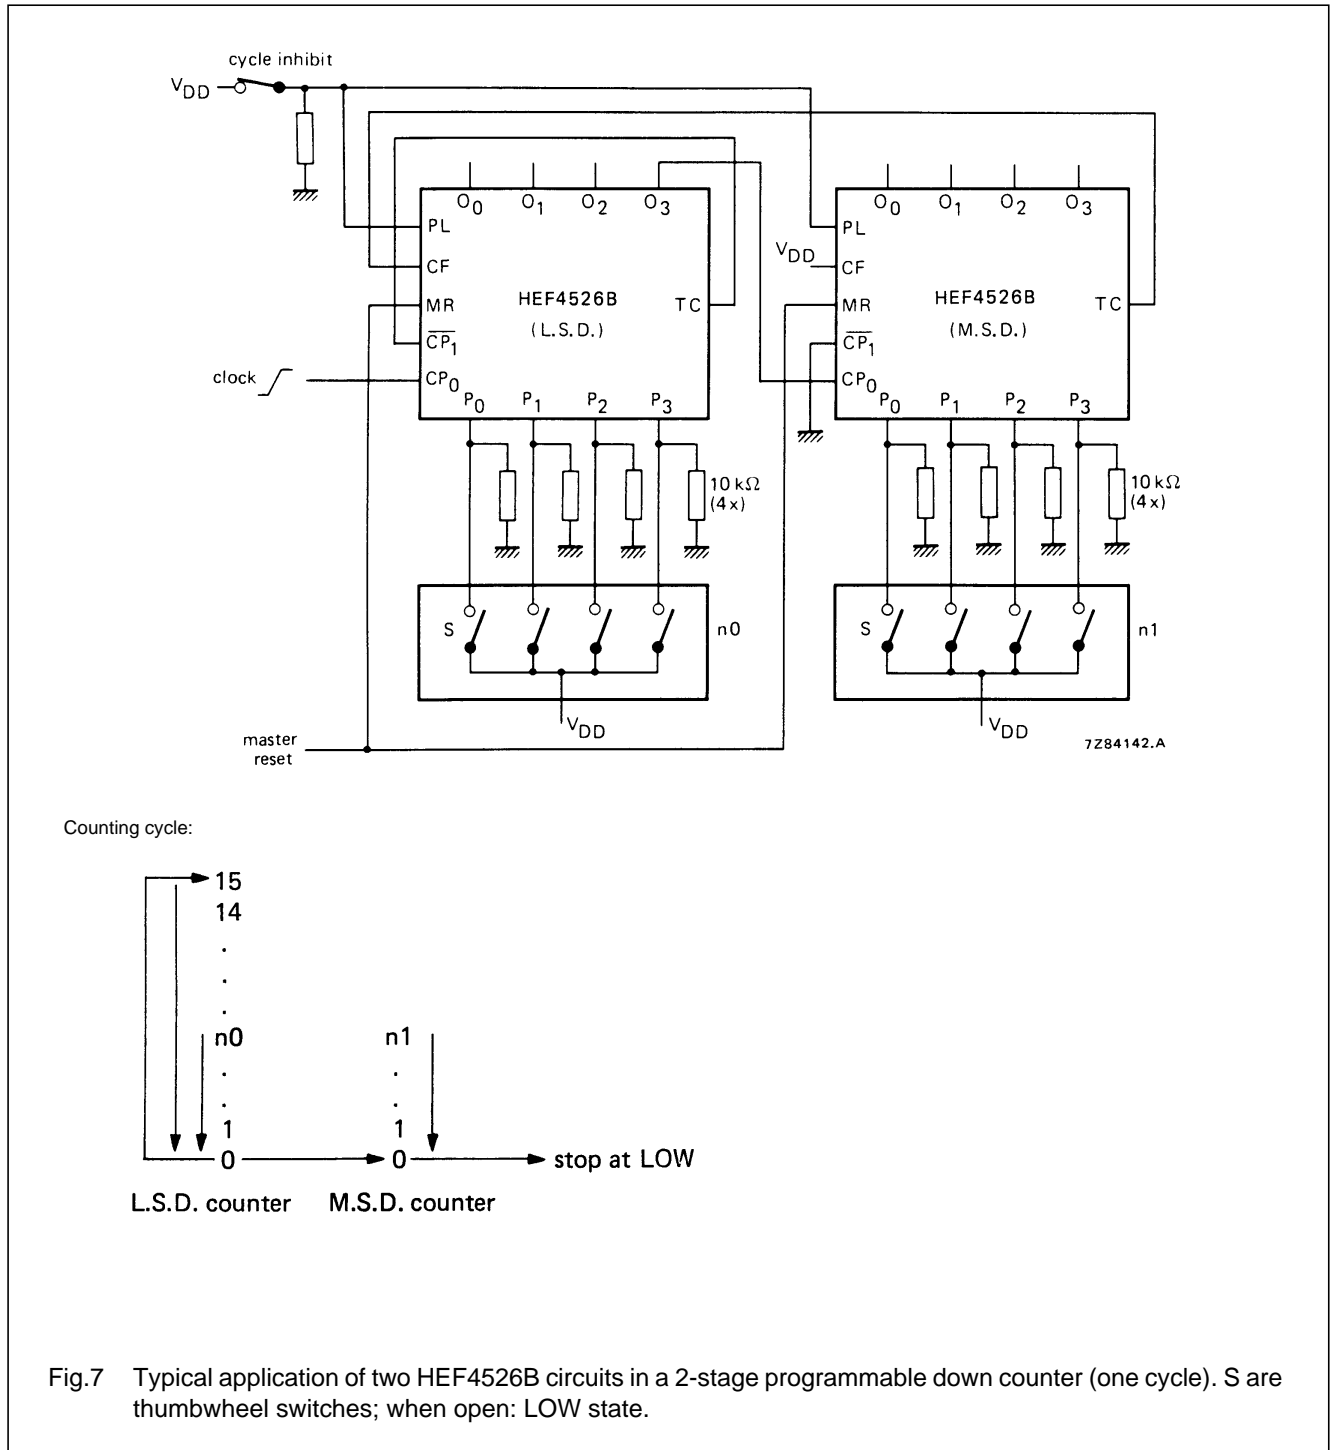 cycle inhibit
VDD
O0 O1 O2 O3
O0 O1 O2 O3
PL
CF
MR
CP1
CP0
HEF4526B
(L.S.D.)
TC
clock
P0 P1 P2 P3
VDD
PL
CF
MR
CP1
CP0
HEF4526B
(M.S.D.)
TC
P0 P1 P2 P3
10 kΩ
(4x)
10 kΩ
(4x)
S
n0
S
n1
VDD
VDD
master
reset
7Z84142.A
Counting cycle:
15
14
.
.
.
n0 n1
. .
. .
1 1
0 0 stop at LOW
L.S.D. counter M.S.D. counter
Fig.7 Typical application of two HEF4526B circuits in a 2-stage programmable down counter (one cycle). S are
thumbwheel switches; when open: LOW state.